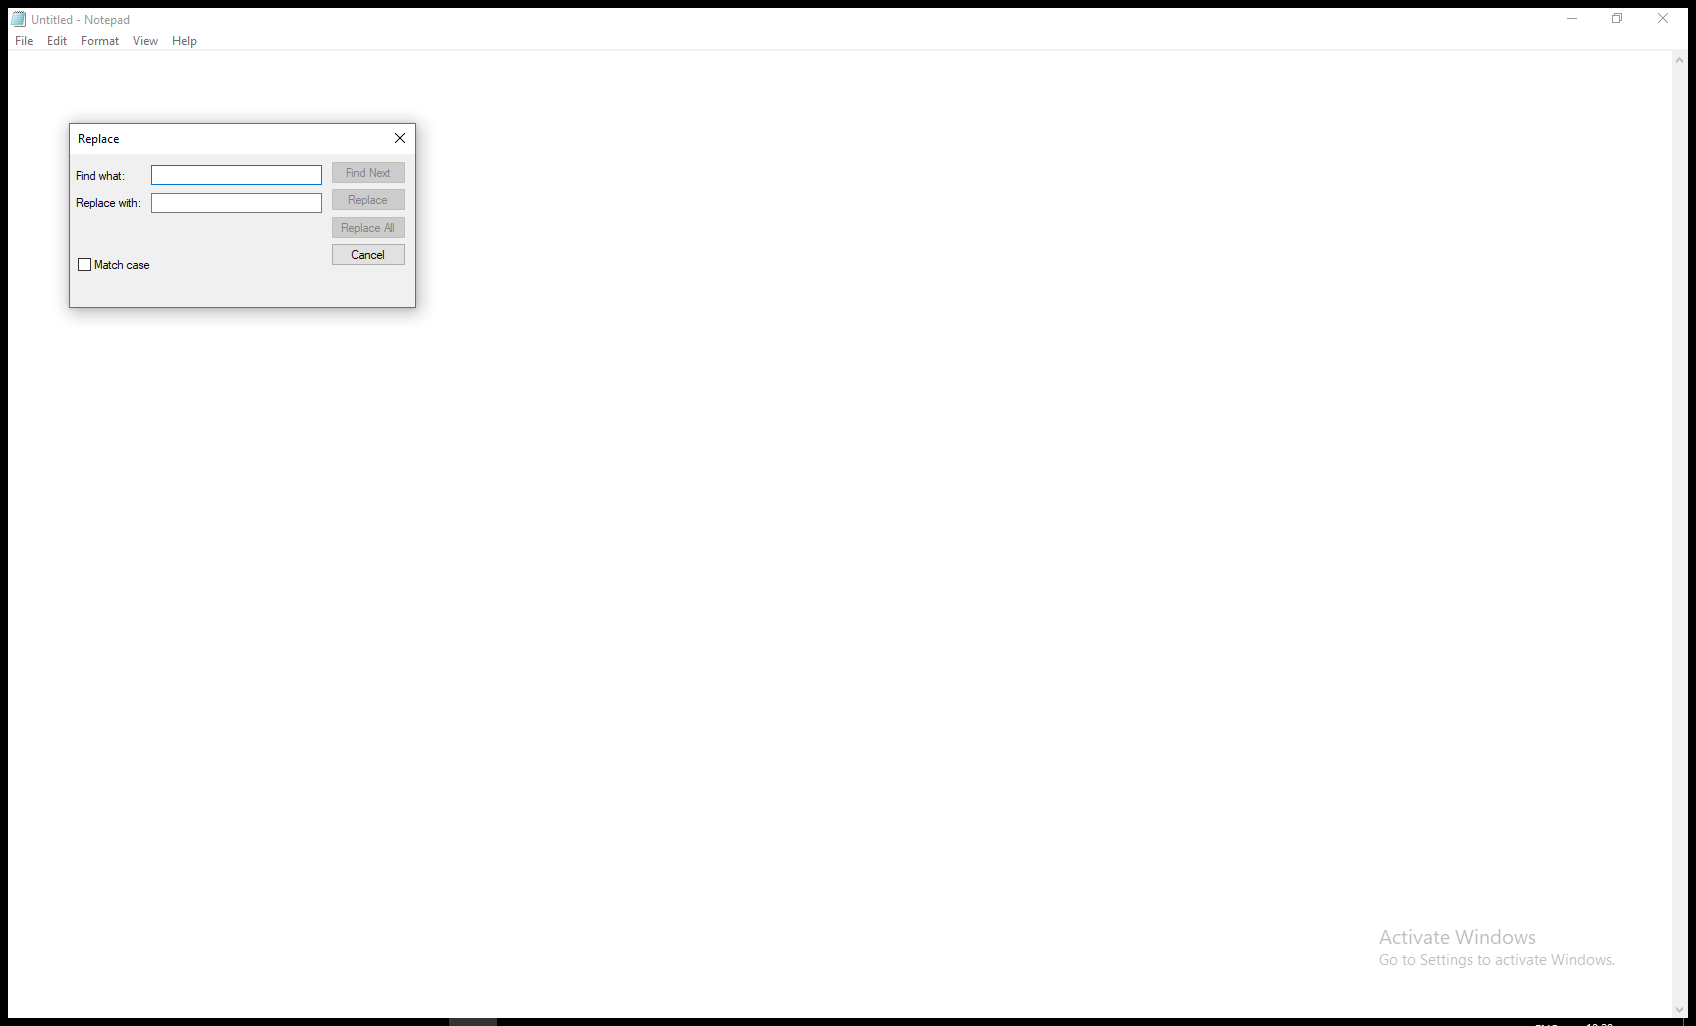 Untitled - Notepad
File Edit Format View Help
Replace
Find what:
Find Next
Replace with:
Replace
Replace All
Cancel
Match case
Activate Windows
Go to Settings to activate Windows.